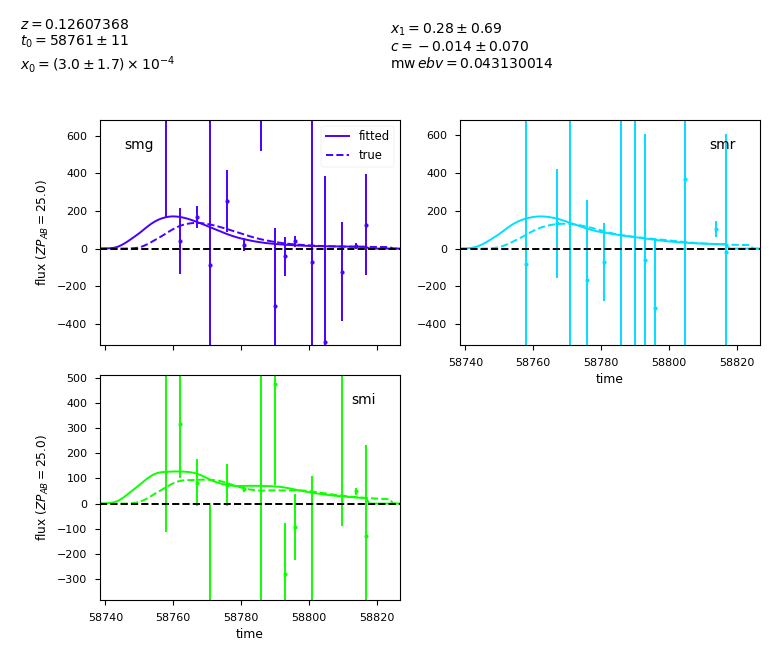 z = 0.12607368
t₀ = 58761 ± 11
x₀ = (3.0 ± 1.7) × 10⁻⁴
x₁ = 0.28 ± 0.69
c = −0.014 ± 0.070
mw ebv = 0.043130014
smg
fitted
true
600
400
200
0
−200
−400
flux (ZP_AB = 25.0)
smr
600
400
200
0
−200
−400
58740 58760 58780 58800 58820
time
smi
500
400
300
200
100
0
−100
−200
−300
flux (ZP_AB = 25.0)
58740 58760 58780 58800 58820
time